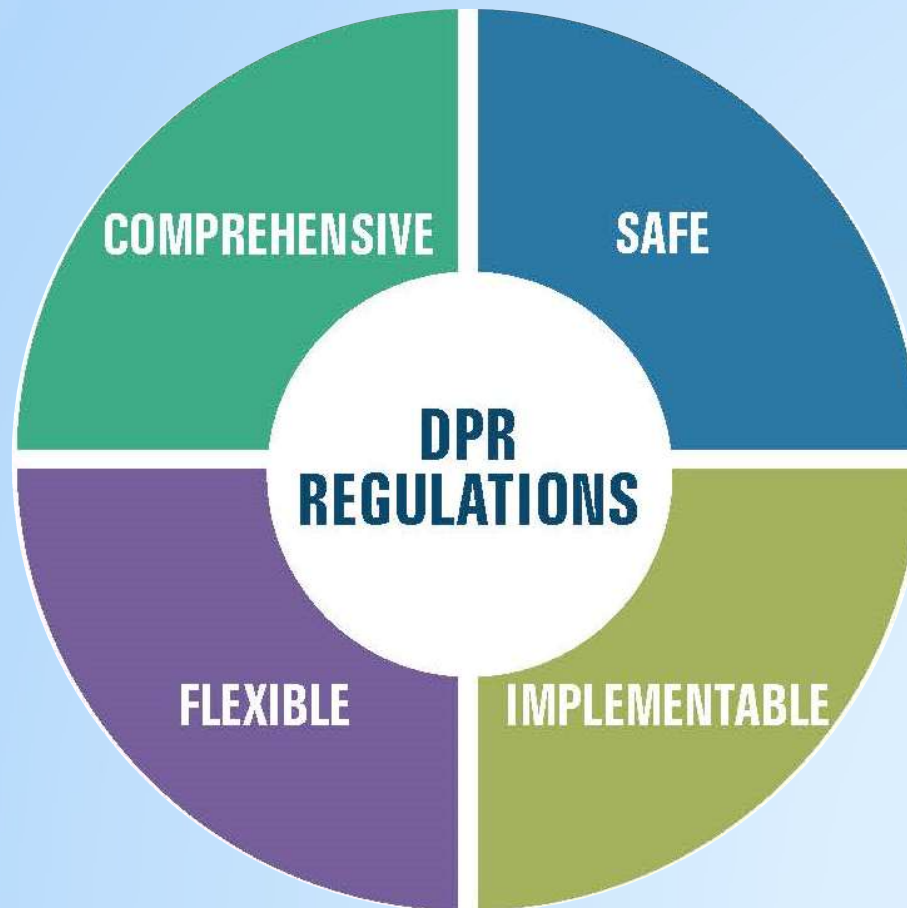 COMPREHENSIVE
SAFE
DPR
REGULATIONS
FLEXIBLE
IMPLEMENTABLE